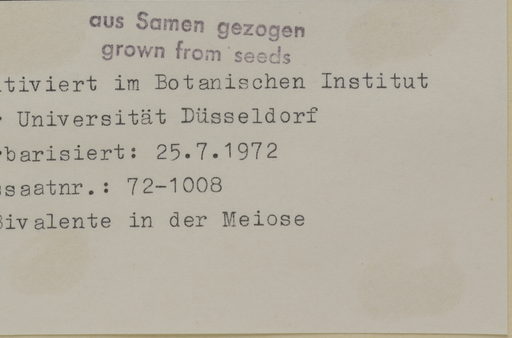 aus Samen gezogen
grown from seeds
tiviert im Botanischen Institut
Universität Düsseldorf
barisiert: 25.7.1972
ssaatnr.: 72-1008
Bivalente in der Meiose